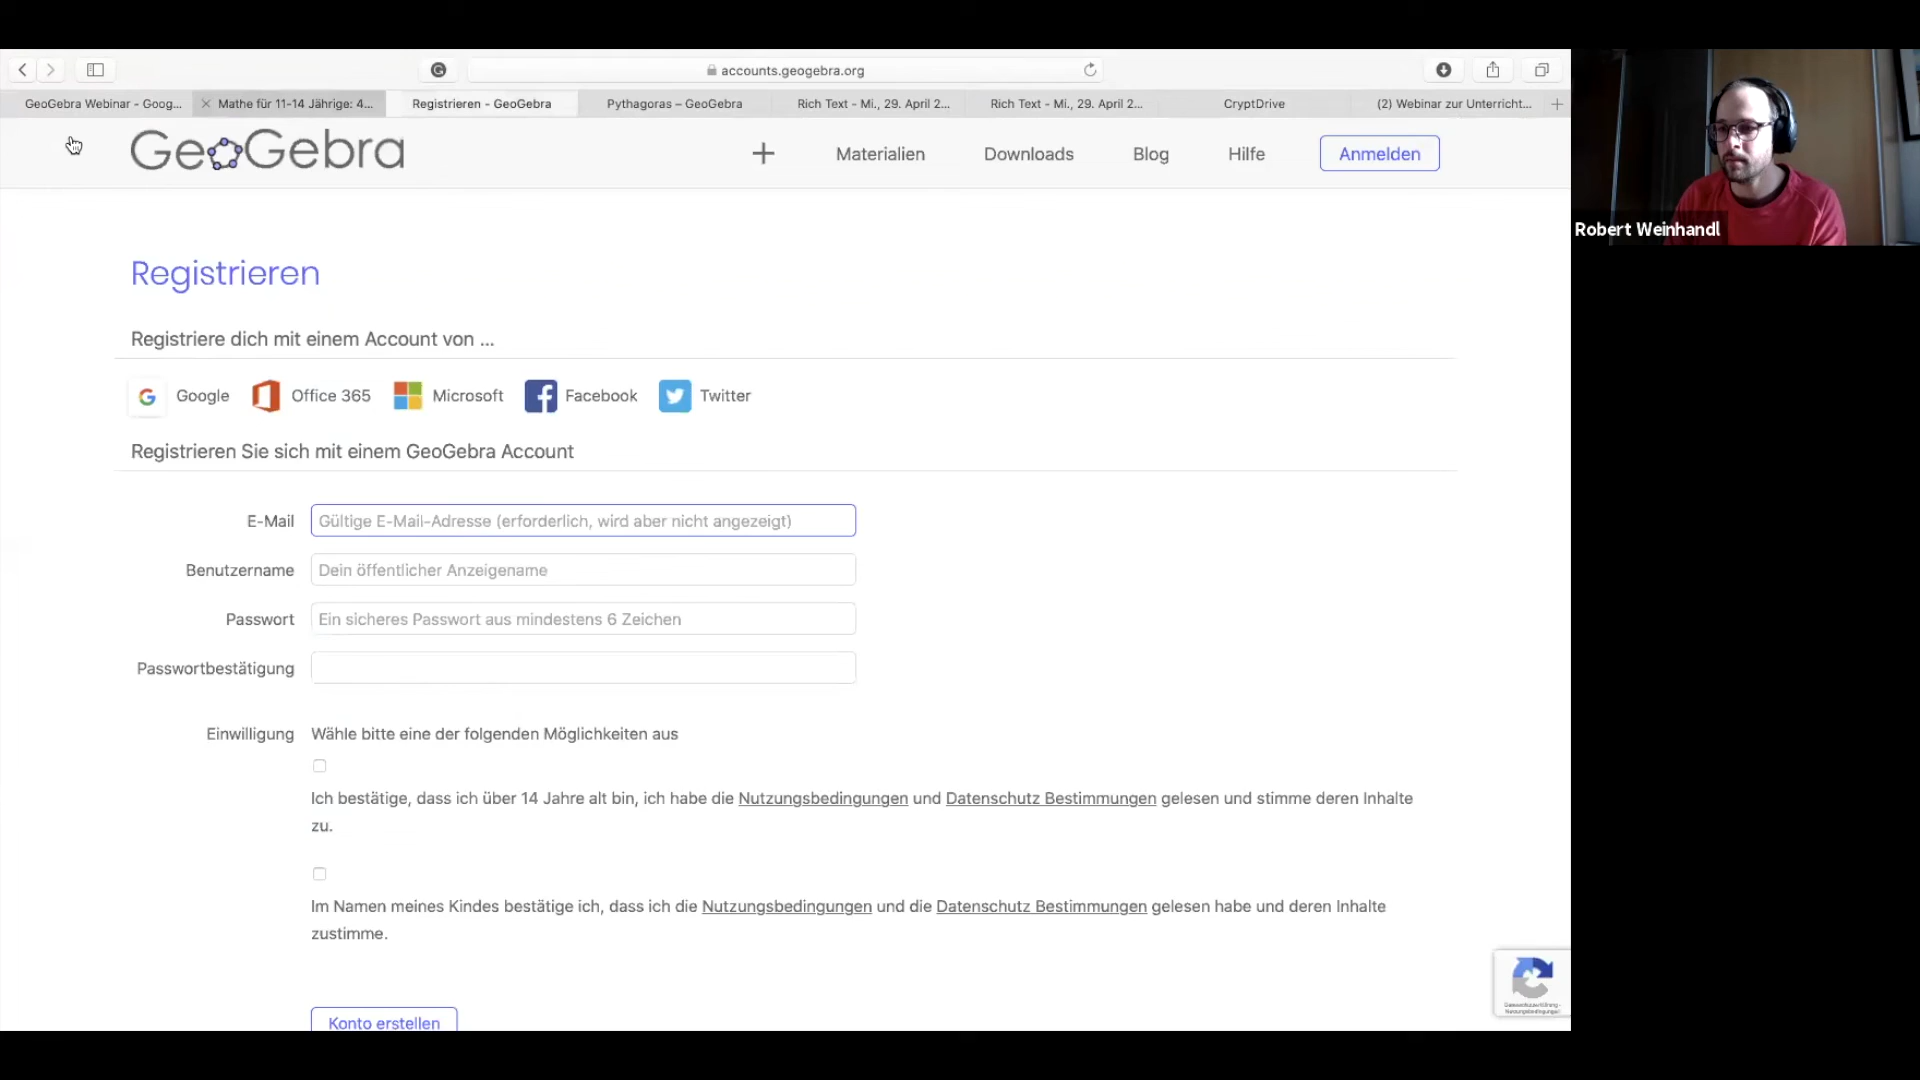 accounts.geogebra.org
GeoGebra Webinar - Goog...
Mathe für 11-14 Jährige: 4...
Registrieren - GeoGebra
Pythagoras – GeoGebra
Rich Text - Mi., 29. April 2...
Rich Text - Mi., 29. April 2...
CryptDrive
(2) Webinar zur Unterricht...
GeoGebra
Materialien
Downloads
Blog
Hilfe
Anmelden
Robert Weinhandl
Registrieren
Registriere dich mit einem Account von ...
Google
Office 365
Microsoft
Facebook
Twitter
Registrieren Sie sich mit einem GeoGebra Account
E-Mail
Gültige E-Mail-Adresse (erforderlich, wird aber nicht angezeigt)
Benutzername
Dein öffentlicher Anzeigename
Passwort
Ein sicheres Passwort aus mindestens 6 Zeichen
Passwortbestätigung
Einwilligung
Wähle bitte eine der folgenden Möglichkeiten aus
Ich bestätige, dass ich über 14 Jahre alt bin, ich habe die Nutzungsbedingungen und Datenschutz Bestimmungen gelesen und stimme deren Inhalte
zu.
Im Namen meines Kindes bestätige ich, dass ich die Nutzungsbedingungen und die Datenschutz Bestimmungen gelesen habe und deren Inhalte
zustimme.
Konto erstellen